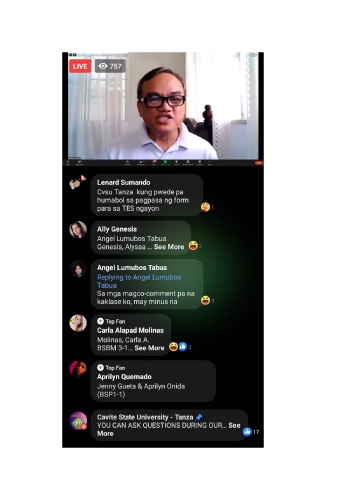 LIVE 757
Lenard Sumando
Cvsu Tanza kung pwede pa
humabol sa pagpasa ng form
para sa TES ngayon
1
Ally Genesis
Angel Lumubos Tabua
Genesis, Alyssa ... See More
Angel Lumubos Tabua
Replying to Angel Lumubos
Tabua
Sa mga magco-comment pa na
kaklase ko, may minus na
3
Top Fan
Carla Alapad Molinas
Molinas, Carla A.
BSBM 3-1... See More
3
Top Fan
Aprilyn Quemado
Jenny Gueta & Aprilyn Onida
(BSP1-1)
Cavite State University - Tanza
YOU CAN ASK QUESTIONS DURING OUR... See
More
17